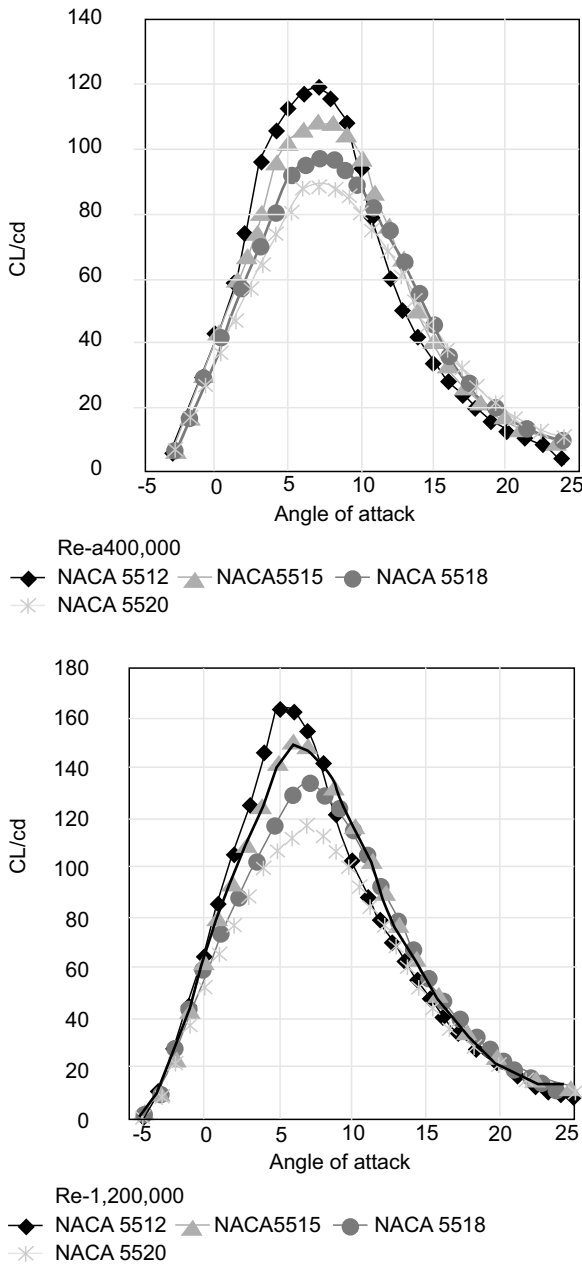 140
120
100
80
60
40
20
0
CL/cd
-5 0 5 10 15 20 25
Angle of attack
Re-a400,000
NACA 5512 NACA5515 NACA 5518
NACA 5520
180
160
140
120
100
80
60
40
20
0
CL/cd
-5 0 5 10 15 20 25
Angle of attack
Re-1,200,000
NACA 5512 NACA5515 NACA 5518
NACA 5520